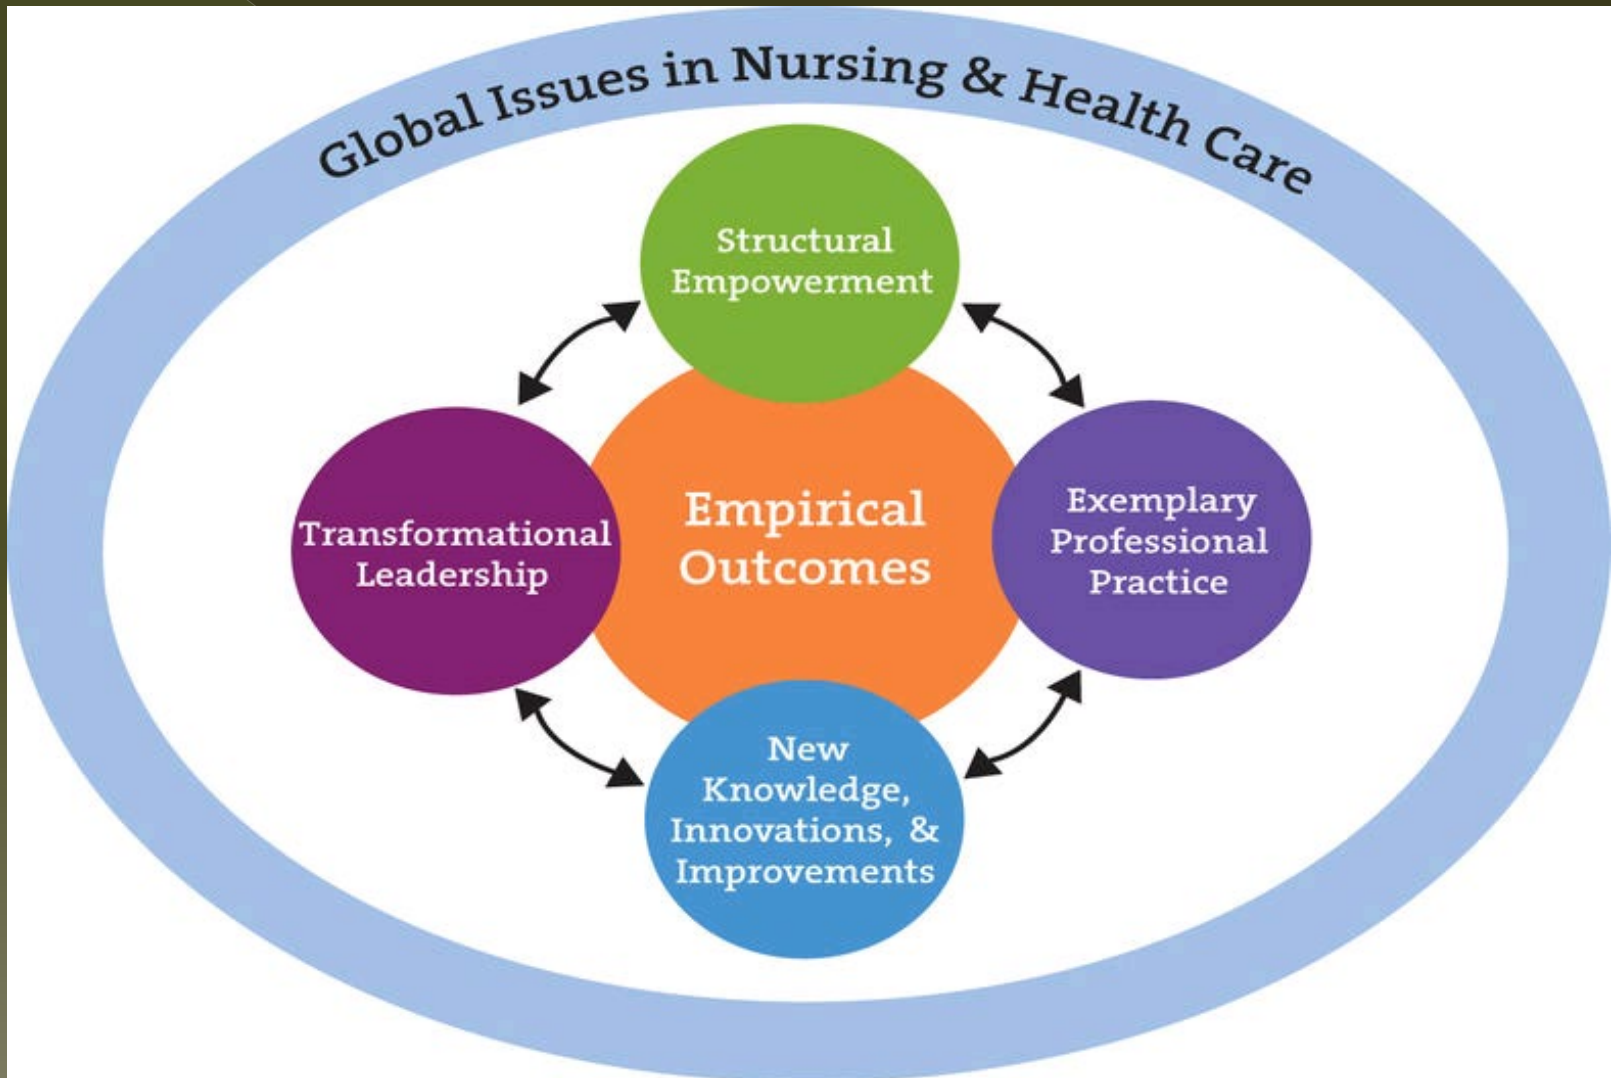 Global Issues in Nursing & Health Care
Structural
Empowerment
Transformational
Leadership
Empirical
Outcomes
Exemplary
Professional
Practice
New
Knowledge,
Innovations, &
Improvements